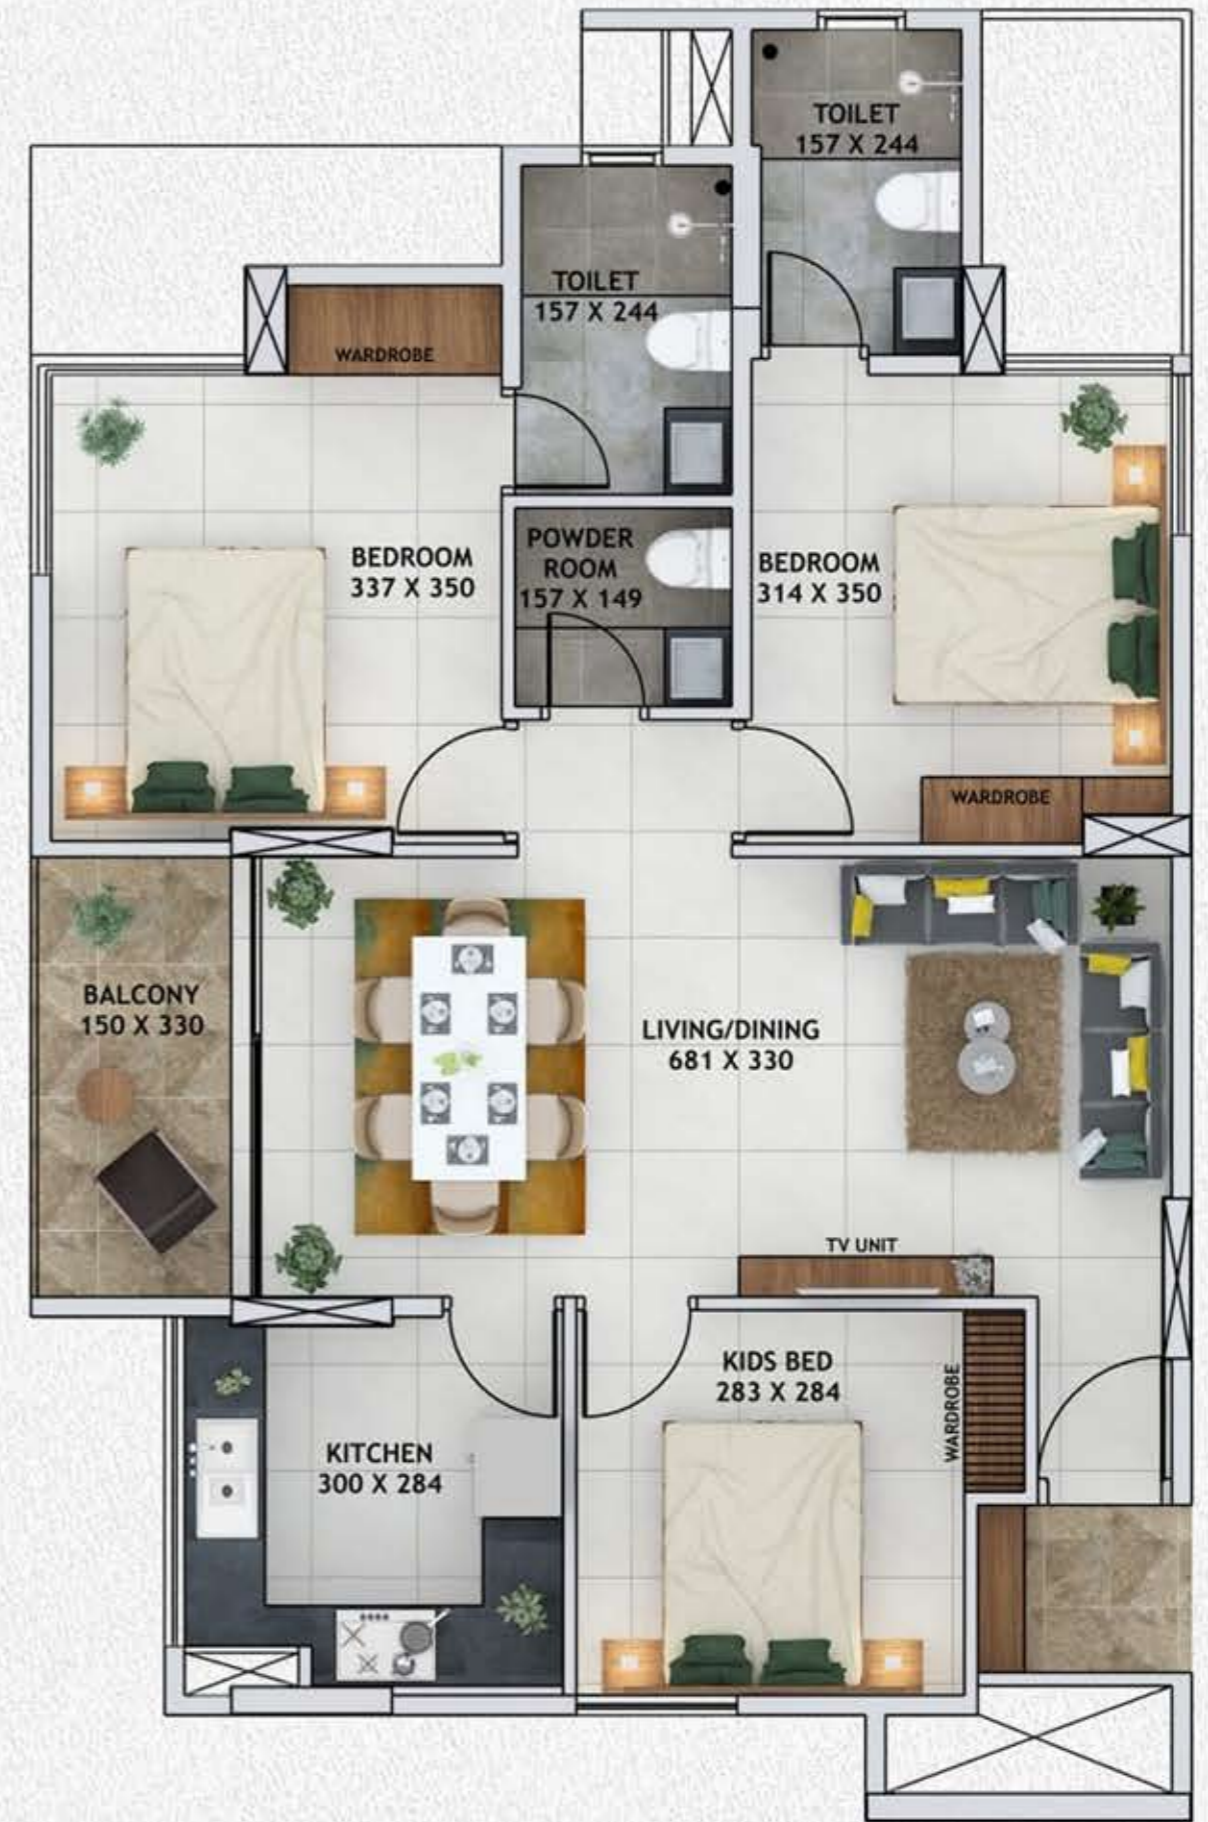 TOILET
157 X 244
TOILET
157 X 244
WARDROBE
POWDER
ROOM
157 X 149
BEDROOM
337 X 350
BEDROOM
314 X 350
WARDROBE
BALCONY
150 X 330
LIVING/DINING
681 X 330
TV UNIT
KIDS BED
283 X 284
WARDROBE
KITCHEN
300 X 284